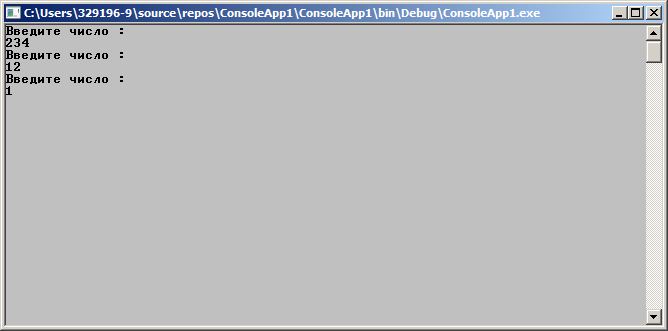 C:\Users\329196-9\source\repos\ConsoleApp1\ConsoleApp1\bin\Debug\ConsoleApp1.exe
Введите число :
234
Введите число :
12
Введите число :
1